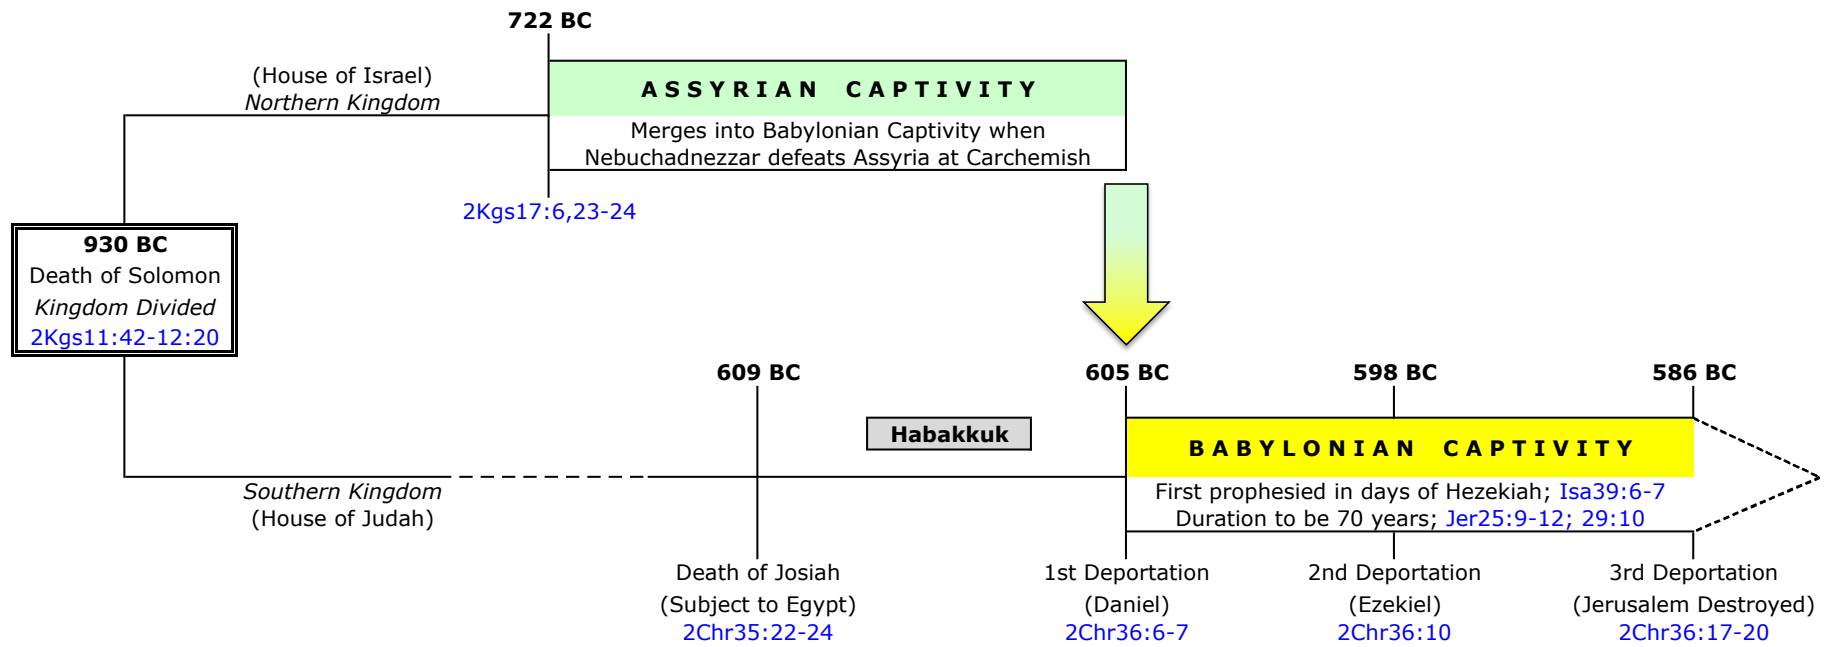 722 BC
(House of Israel)
Northern Kingdom
ASSYRIAN CAPTIVITY
Merges into Babylonian Captivity when
Nebuchadnezzar defeats Assyria at Carchemish
2Kgs17:6,23-24
930 BC
Death of Solomon
Kingdom Divided
2Kgs11:42-12:20
609 BC
605 BC
598 BC
586 BC
Habakkuk
BABYLONIAN CAPTIVITY
Southern Kingdom
(House of Judah)
First prophesied in days of Hezekiah; Isa39:6-7
Duration to be 70 years; Jer25:9-12; 29:10
Death of Josiah
(Subject to Egypt)
2Chr35:22-24
1st Deportation
(Daniel)
2Chr36:6-7
2nd Deportation
(Ezekiel)
2Chr36:10
3rd Deportation
(Jerusalem Destroyed)
2Chr36:17-20